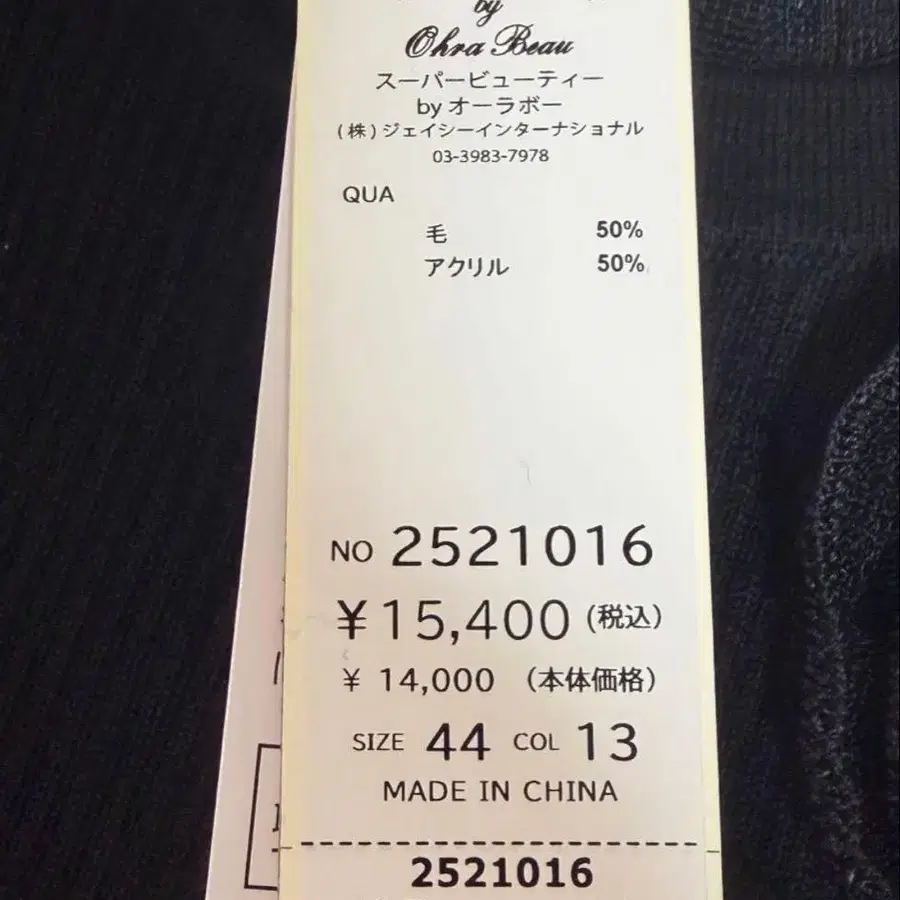 by
Ohra Beau
スーパービューティー
by オーラボー
(株)ジェイシーインターナショナル
03-3983-7978
QUA
毛 50%
アクリル 50%
NO 2521016
¥15,400 (税込)
¥ 14,000 (本体価格)
SIZE 44 COL 13
MADE IN CHINA
2521016